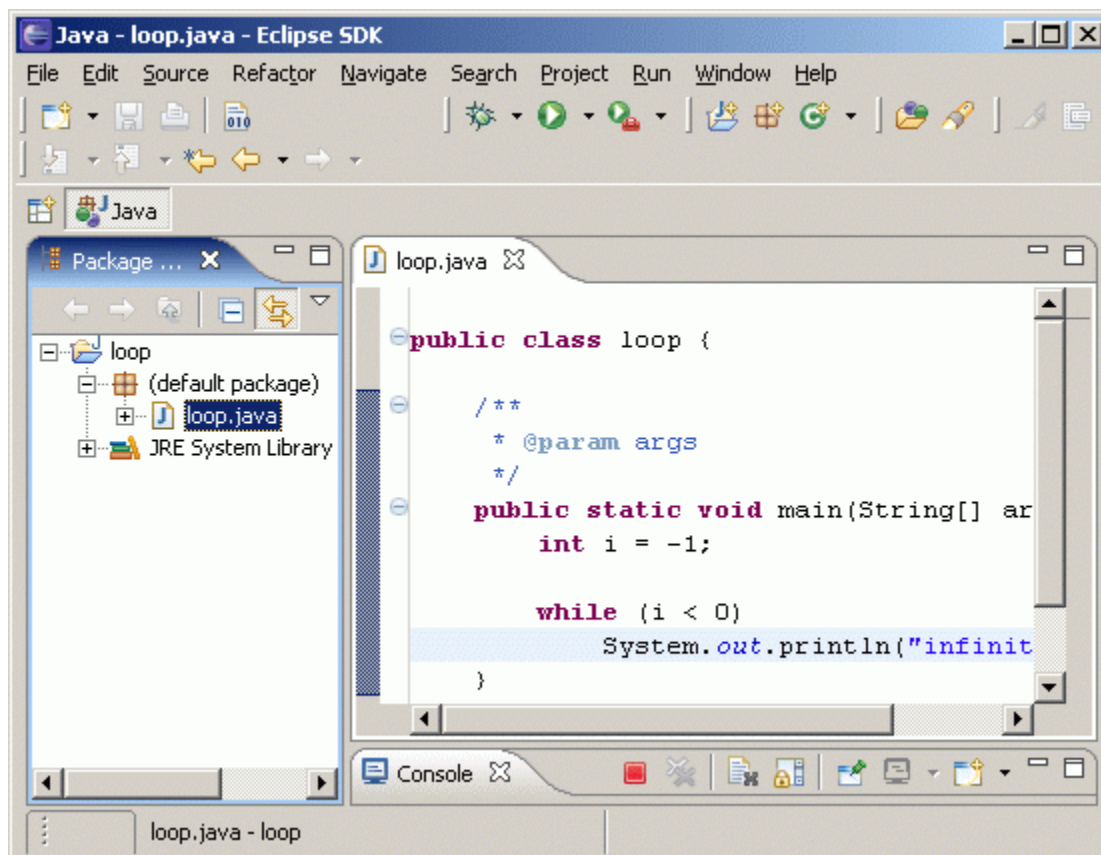 Java - loop.java - Eclipse SDK
File Edit Source Refactor Navigate Search Project Run Window Help
010
Java
Package ...
loop
(default package)
loop.java
JRE System Library
loop.java
public class loop {
/**
* @param args
*/
public static void main(String[] ar
int i = -1;
while (i < 0)
System.out.println("infinit
}
Console
loop.java - loop